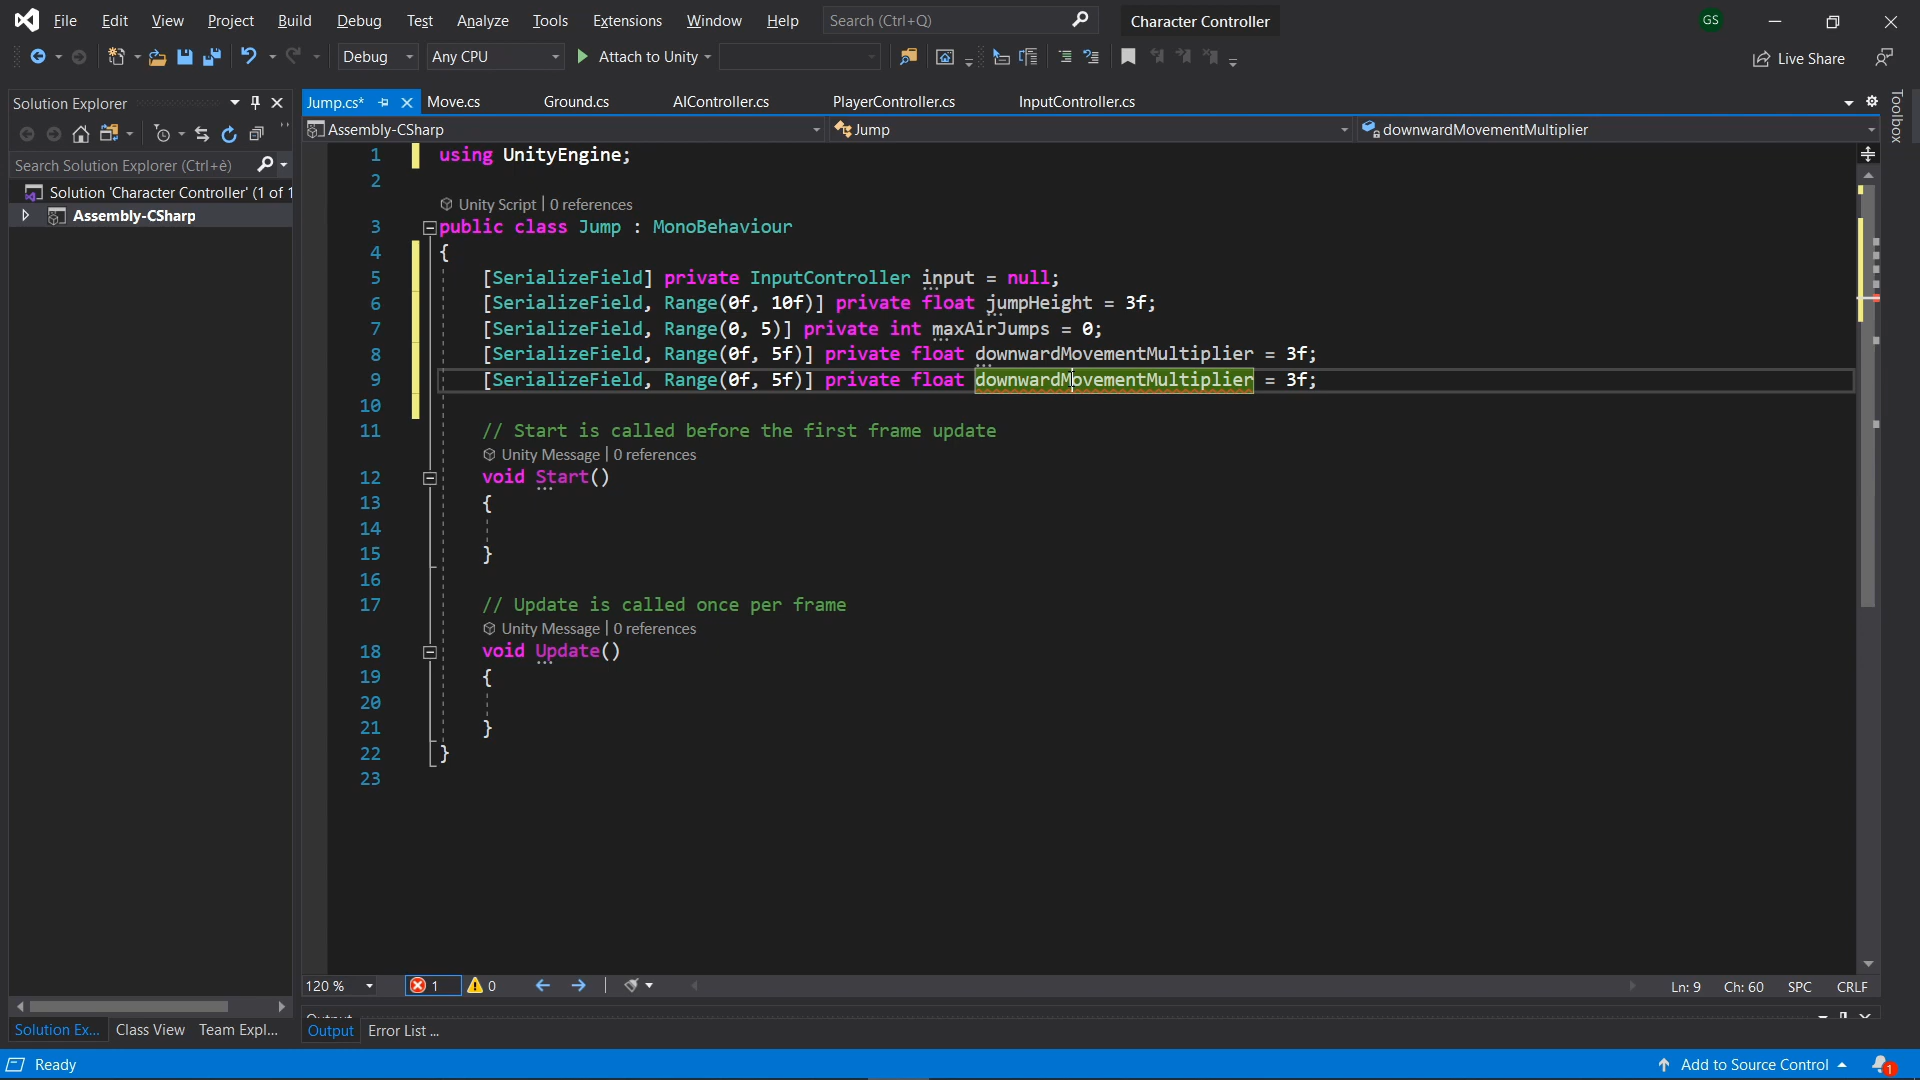 File Edit View Project Build Debug Test Analyze Tools Extensions Window Help Search (Ctrl+Q) Character Controller GS
Debug Any CPU Attach to Unity Live Share
Solution Explorer
Search Solution Explorer (Ctrl+è)
Solution 'Character Controller' (1 of 1
Assembly-CSharp
Jump.cs* Move.cs Ground.cs AIController.cs PlayerController.cs InputController.cs
Toolbox
Assembly-CSharp Jump downwardMovementMultiplier
1 using UnityEngine;
2
Unity Script | 0 references
3 public class Jump : MonoBehaviour
4 {
5 [SerializeField] private InputController input = null;
6 [SerializeField, Range(0f, 10f)] private float jumpHeight = 3f;
7 [SerializeField, Range(0, 5)] private int maxAirJumps = 0;
8 [SerializeField, Range(0f, 5f)] private float downwardMovementMultiplier = 3f;
9 [SerializeField, Range(0f, 5f)] private float downwardMovementMultiplier = 3f;
10
11 // Start is called before the first frame update
Unity Message | 0 references
12 void Start()
13 {
14
15 }
16
17 // Update is called once per frame
Unity Message | 0 references
18 void Update()
19 {
20
21 }
22 }
23
120 % 1 0 Ln: 9 Ch: 60 SPC CRLF
Output
Solution Ex... Class View Team Expl... Output Error List ...
Ready Add to Source Control 1